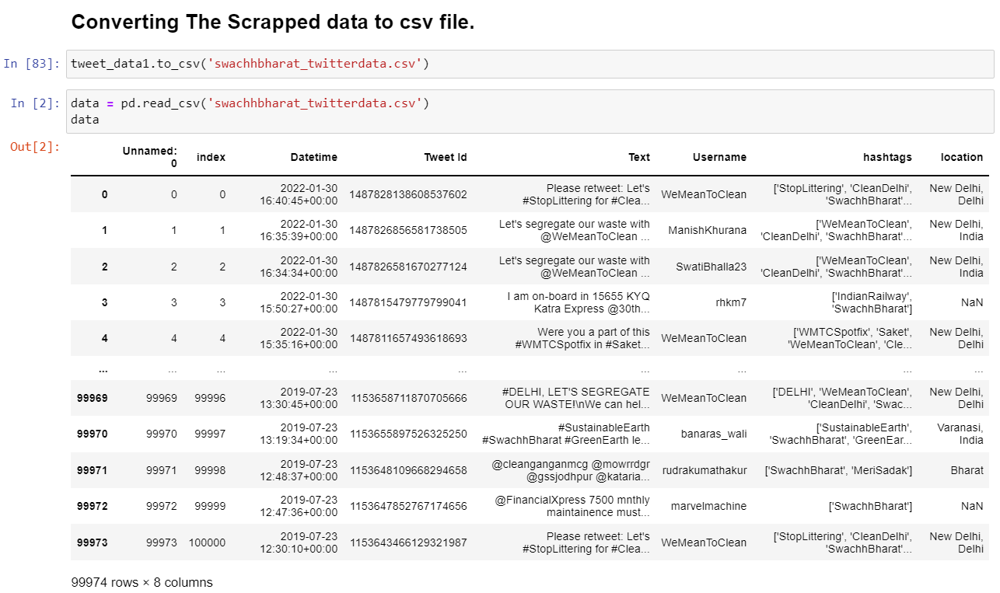 Converting The Scrapped data to csv file.
In [83]: tweet_data1.to_csv('swachhbharat_twitterdata.csv')
In [2]: data = pd.read_csv('swachhbharat_twitterdata.csv')
data
Out[2]:
Unnamed: 0 index Datetime Tweet Id Text Username hashtags location
0 0 0 2022-01-30 16:40:45+00:00 1487828138608537602 Please retweet: Let's #StopLittering for #Clea... WeMeanToClean ['StopLittering', 'CleanDelhi', 'SwachhBharat'... New Delhi, Delhi
1 1 1 2022-01-30 16:35:39+00:00 1487826856581738505 Let's segregate our waste with @WeMeanToClean ... ManishKhurana ['WeMeanToClean', 'CleanDelhi', 'SwachhBharat'... New Delhi, India
2 2 2 2022-01-30 16:34:34+00:00 1487826581670277124 Let's segregate our waste with @WeMeanToClean ... SwatiBhalla23 ['WeMeanToClean', 'CleanDelhi', 'SwachhBharat'... New Delhi, India
3 3 3 2022-01-30 15:50:27+00:00 1487815479779799041 I am on-board in 15655 KYQ Katra Express @30th... rhkm7 ['IndianRailway', 'SwachhBharat'] NaN
4 4 4 2022-01-30 15:35:16+00:00 1487811657493618693 Were you a part of this #WMTCSpotfix in #Saket... WeMeanToClean ['WMTCSpotfix', 'Saket', 'WeMeanToClean', 'Cle... New Delhi, Delhi
... ... ... ... ... ... ... ... ...
99969 99969 99996 2019-07-23 13:30:45+00:00 1153658711870705666 #DELHI, LET'S SEGREGATE OUR WASTE!\nWe can hel... WeMeanToClean ['DELHI', 'WeMeanToClean', 'CleanDelhi', 'Swac... New Delhi, Delhi
99970 99970 99997 2019-07-23 13:19:34+00:00 1153655897526325250 #SustainableEarth #SwachhBharat #GreenEarth le... banaras_wali ['SustainableEarth', 'SwachhBharat', 'GreenEar... Varanasi, India
99971 99971 99998 2019-07-23 12:48:37+00:00 1153648109668294658 @cleanganganmcg @mowrrdgr @gssjodhpur @kataria... rudrakumathakur ['SwachhBharat', 'MeriSadak'] Bharat
99972 99972 99999 2019-07-23 12:47:36+00:00 1153647852767174656 @FinancialXpress 7500 mnthly maintainence must... marvelmachine ['SwachhBharat'] NaN
99973 99973 100000 2019-07-23 12:30:10+00:00 1153643466129321987 Please retweet: Let's #StopLittering for #Clea... WeMeanToClean ['StopLittering', 'CleanDelhi', 'SwachhBharat'... New Delhi, Delhi
99974 rows × 8 columns